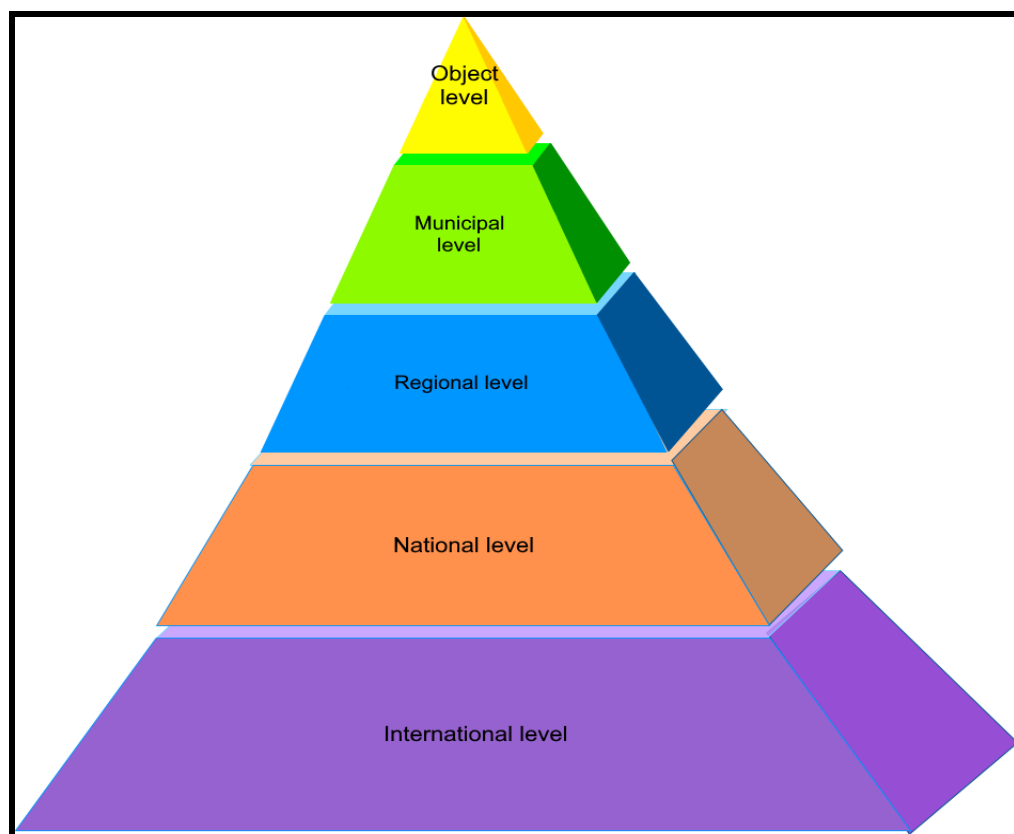 Object
level
Municipal
level
Regional level
National level
International level